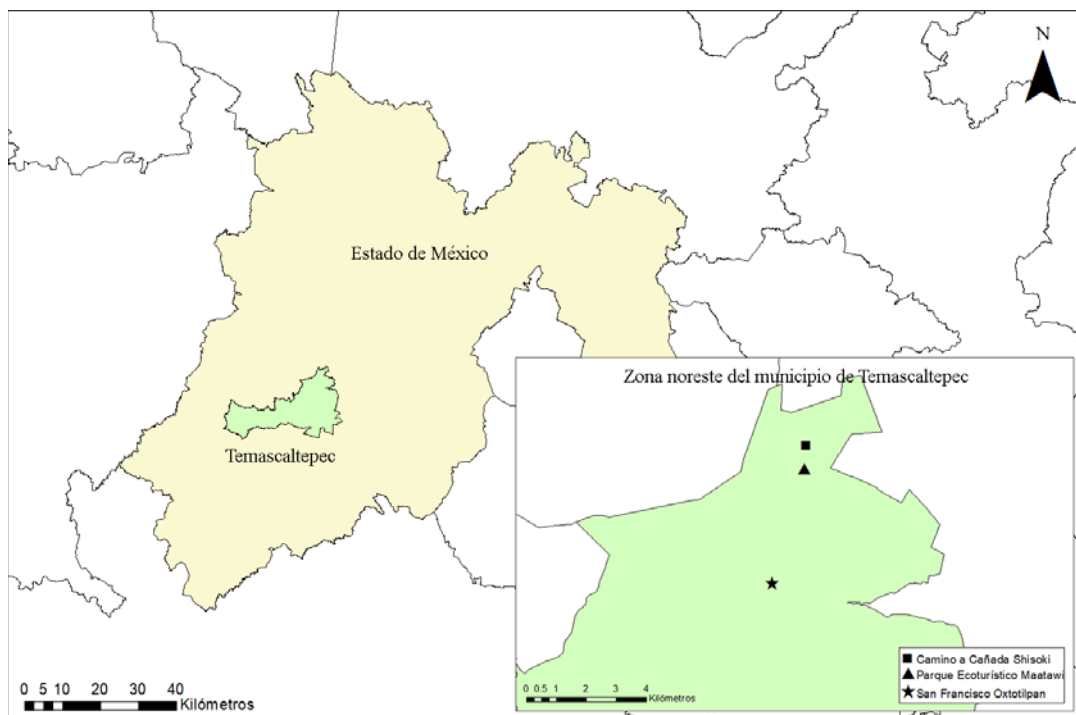 N
Estado de México
Zona noreste del municipio de Temascaltepec
Temascaltepec
Camino a Cañada Shisoki
Parque Ecoturístico Maatawi
San Francisco Oxtotilpan
0 5 10 20 30 40
Kilómetros
0 0.5 1 2 3 4
Kilómetros